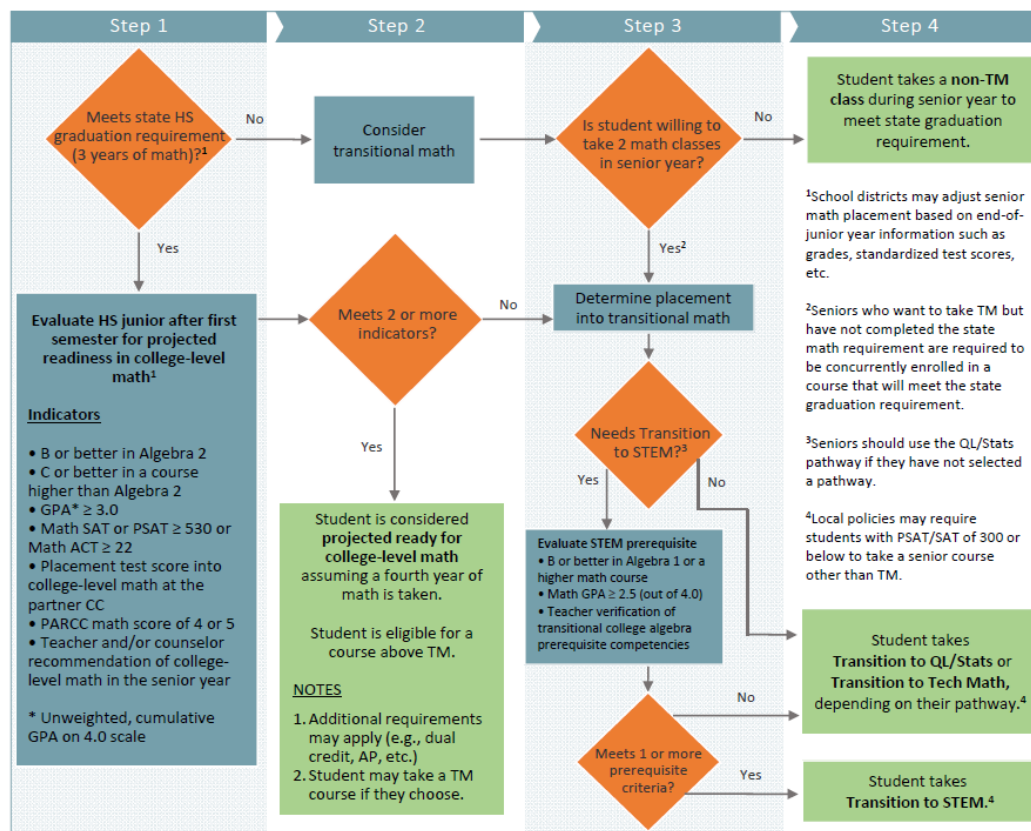 Step 1
Step 2
Step 3
Step 4
Meets state HS
graduation requirement
(3 years of math)?¹
No
Consider
transitional math
Is student willing to
take 2 math classes
in senior year?
No
Student takes a non-TM
class during senior year to
meet state graduation
requirement.
Yes
Yes²
Evaluate HS junior after first
semester for projected
readiness in college-level
math¹
Indicators
• B or better in Algebra 2
• C or better in a course
higher than Algebra 2
• GPA* ≥ 3.0
• Math SAT or PSAT ≥ 530 or
Math ACT ≥ 22
• Placement test score into
college-level math at the
partner CC
• PARCC math score of 4 or 5
• Teacher and/or counselor
recommendation of college-
level math in the senior year
* Unweighted, cumulative
GPA on 4.0 scale
Meets 2 or more
indicators?
No
Yes
Student is considered
projected ready for
college-level math
assuming a fourth year of
math is taken.
Student is eligible for a
course above TM.
NOTES
1. Additional requirements
may apply (e.g., dual
credit, AP, etc.)
2. Student may take a TM
course if they choose.
Determine placement
into transitional math
Needs Transition
to STEM?³
Yes
No
Evaluate STEM prerequisite
• B or better in Algebra 1 or a
higher math course
• Math GPA ≥ 2.5 (out of 4.0)
• Teacher verification of
transitional college algebra
prerequisite competencies
Meets 1 or more
prerequisite
criteria?
No
Yes
¹School districts may adjust senior
math placement based on end-of-
junior year information such as
grades, standardized test scores,
etc.
²Seniors who want to take TM but
have not completed the state
math requirement are required to
be concurrently enrolled in a
course that will meet the state
graduation requirement.
³Seniors should use the QL/Stats
pathway if they have not selected
a pathway.
⁴Local policies may require
students with PSAT/SAT of 300 or
below to take a senior course
other than TM.
Student takes
Transition to QL/Stats or
Transition to Tech Math,
depending on their pathway.⁴
Student takes
Transition to STEM.⁴